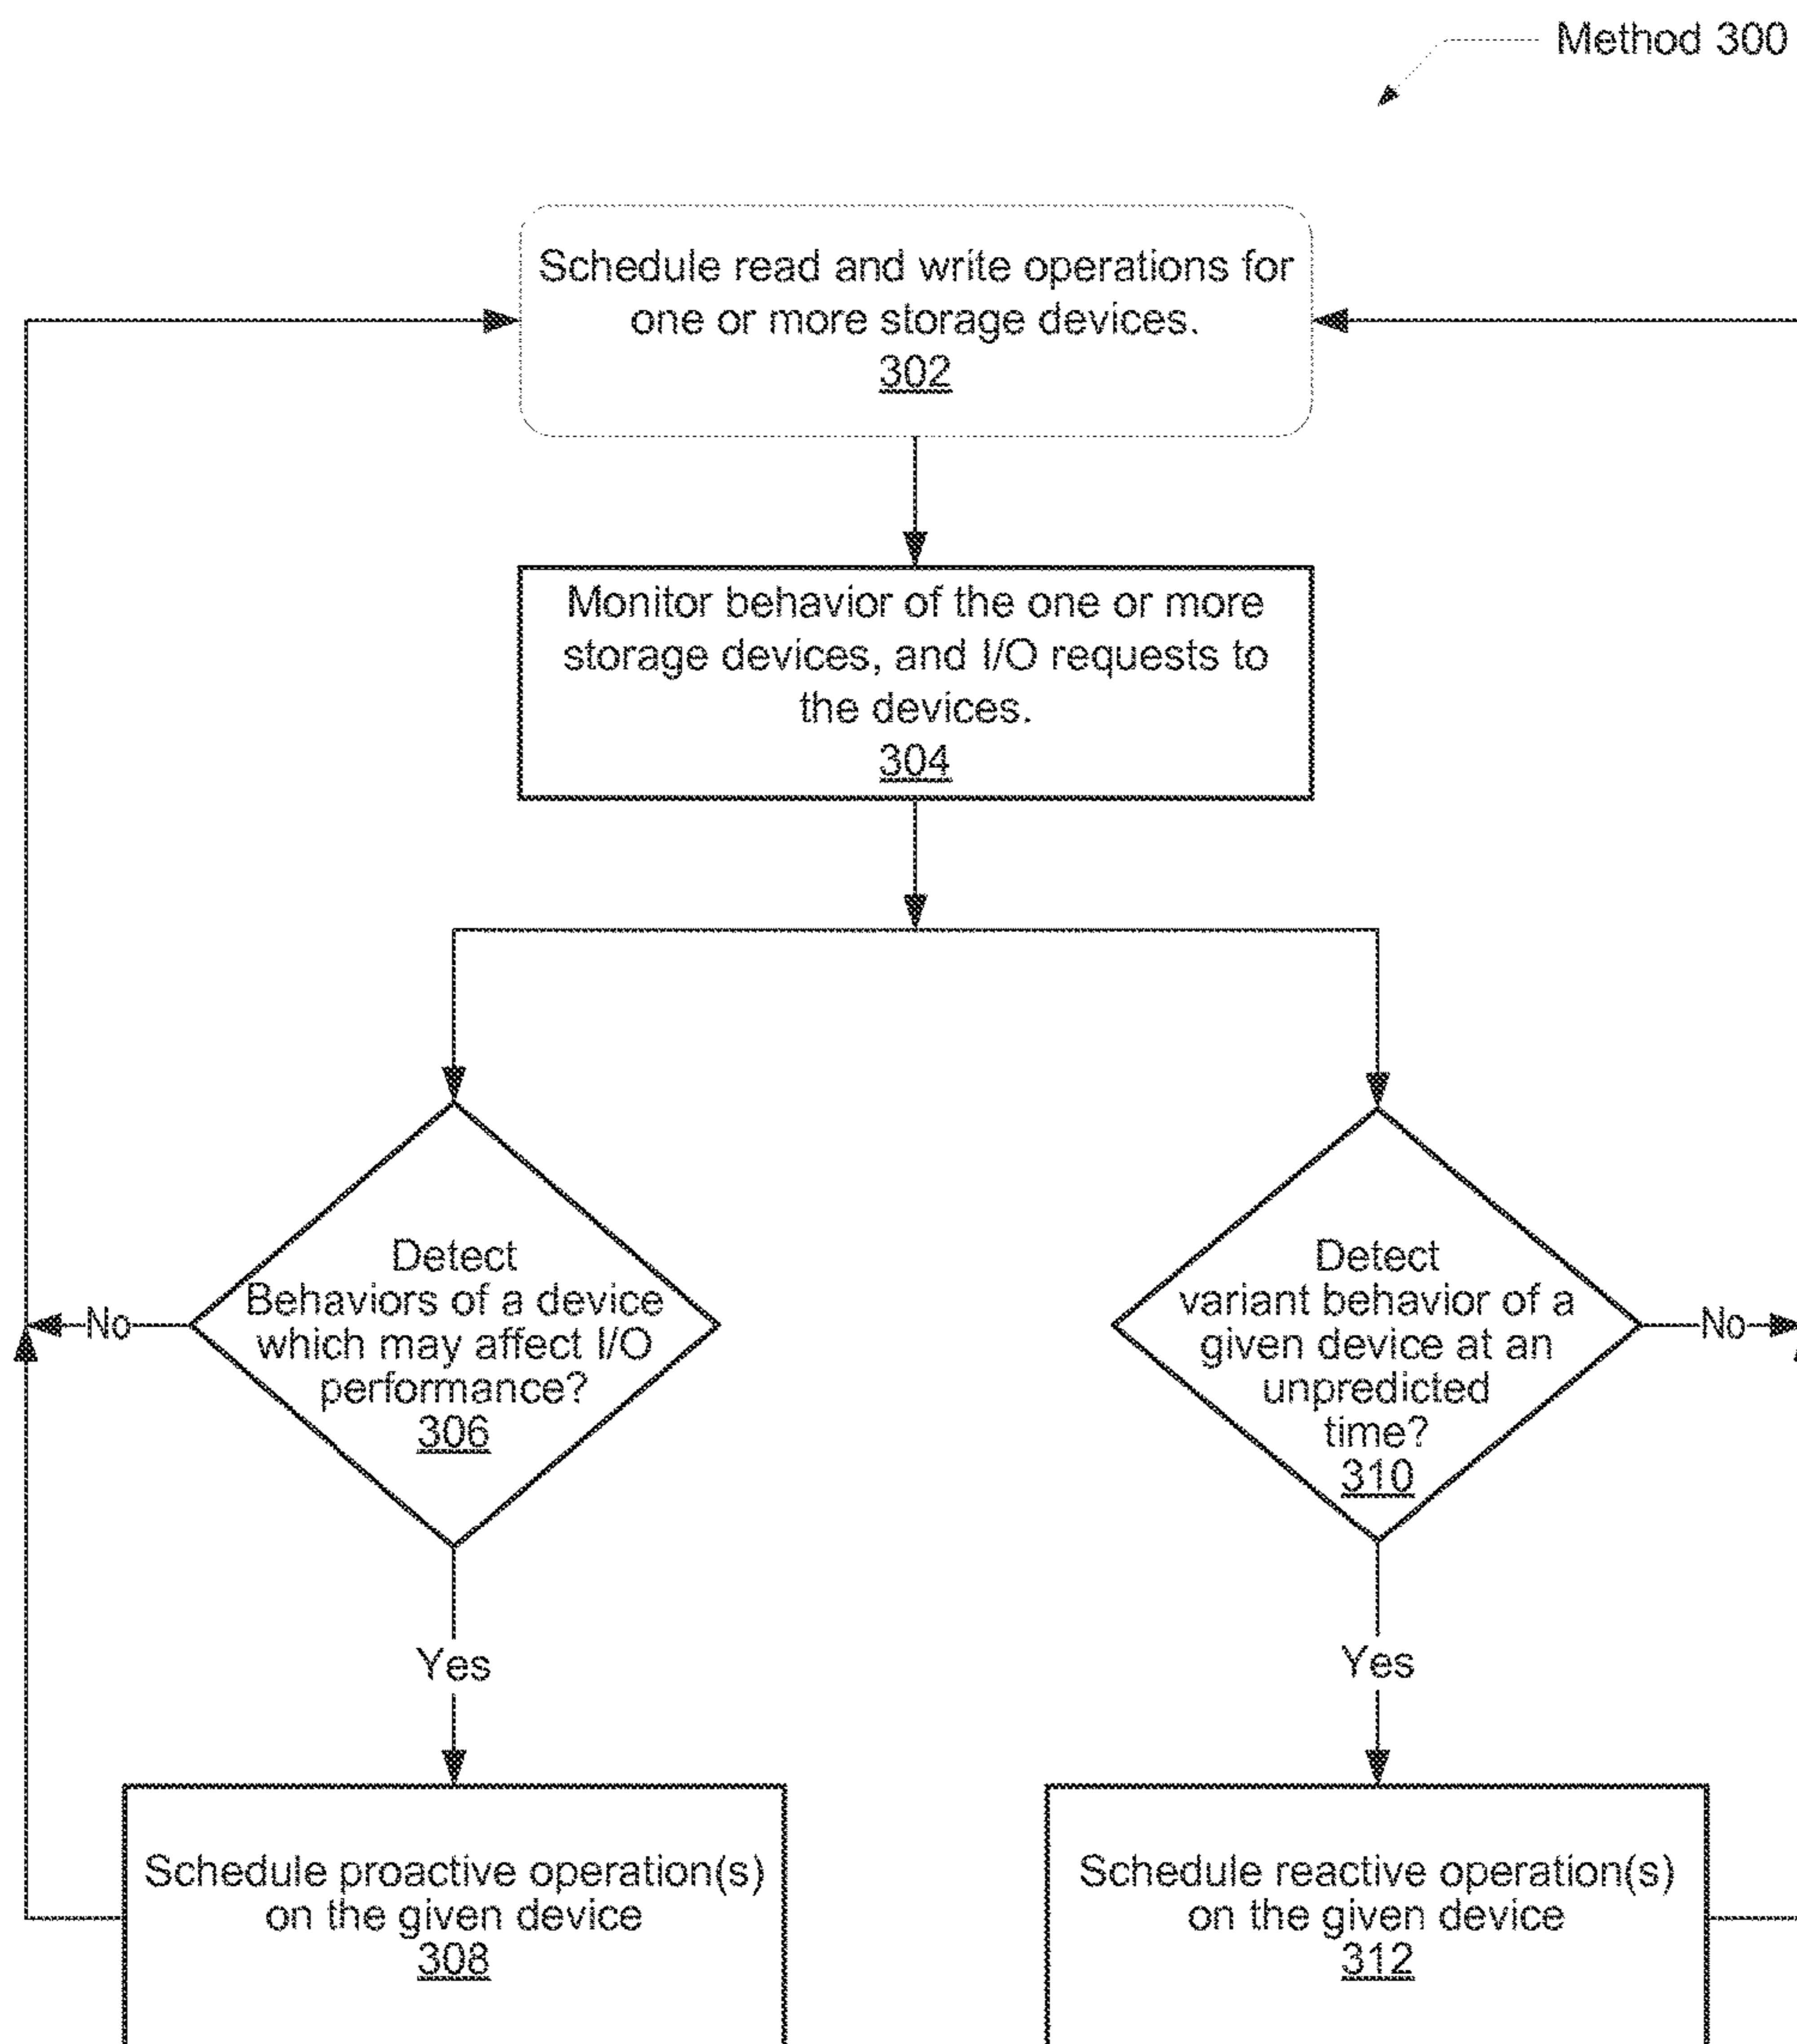 Method 300
Schedule read and write operations for
one or more storage devices.
302
Monitor behavior of the one or more
storage devices, and I/O requests to
the devices.
304
Detect
Behaviors of a device
which may affect I/O
performance?
306
No
Yes
Detect
variant behavior of a
given device at an
unpredicted
time?
310
No
Yes
Schedule proactive operation(s)
on the given device
308
Schedule reactive operation(s)
on the given device
312